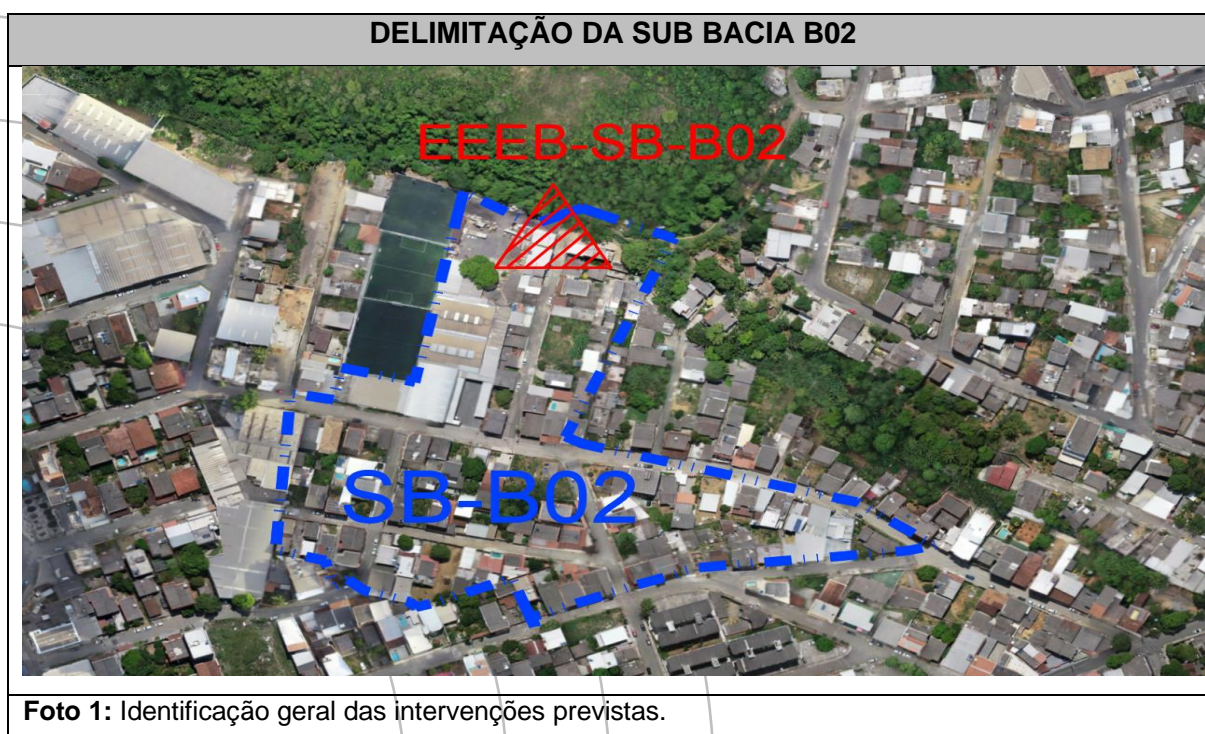 DELIMITAÇÃO DA SUB BACIA B02
EEEB-SB-B02
SB-B02
Foto 1: Identificação geral das intervenções previstas.